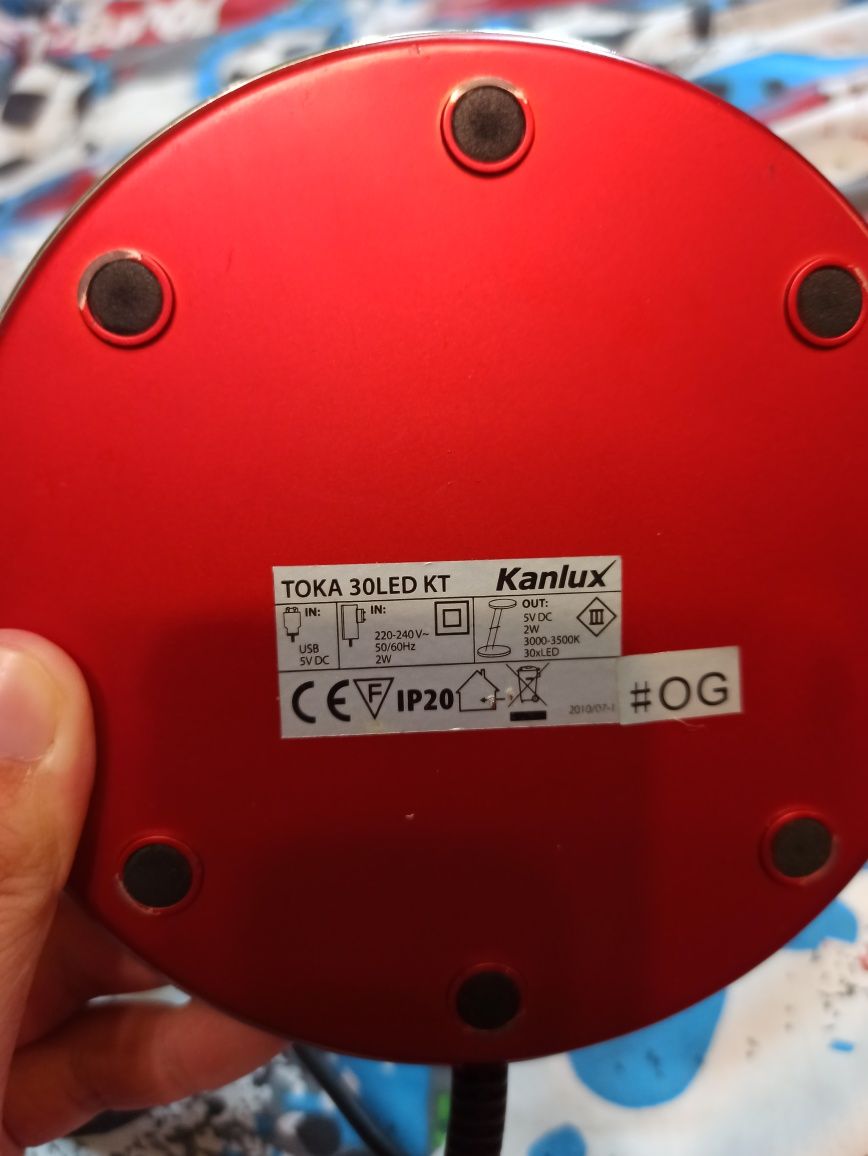 TOKA 30LED KT Kanlux
IN:
USB
5V DC
IN:
220-240V~
50/60Hz
2W
OUT:
5V DC
2W
3000-3500K
30xLED
III
CE F IP20
2010/07-1
#OG